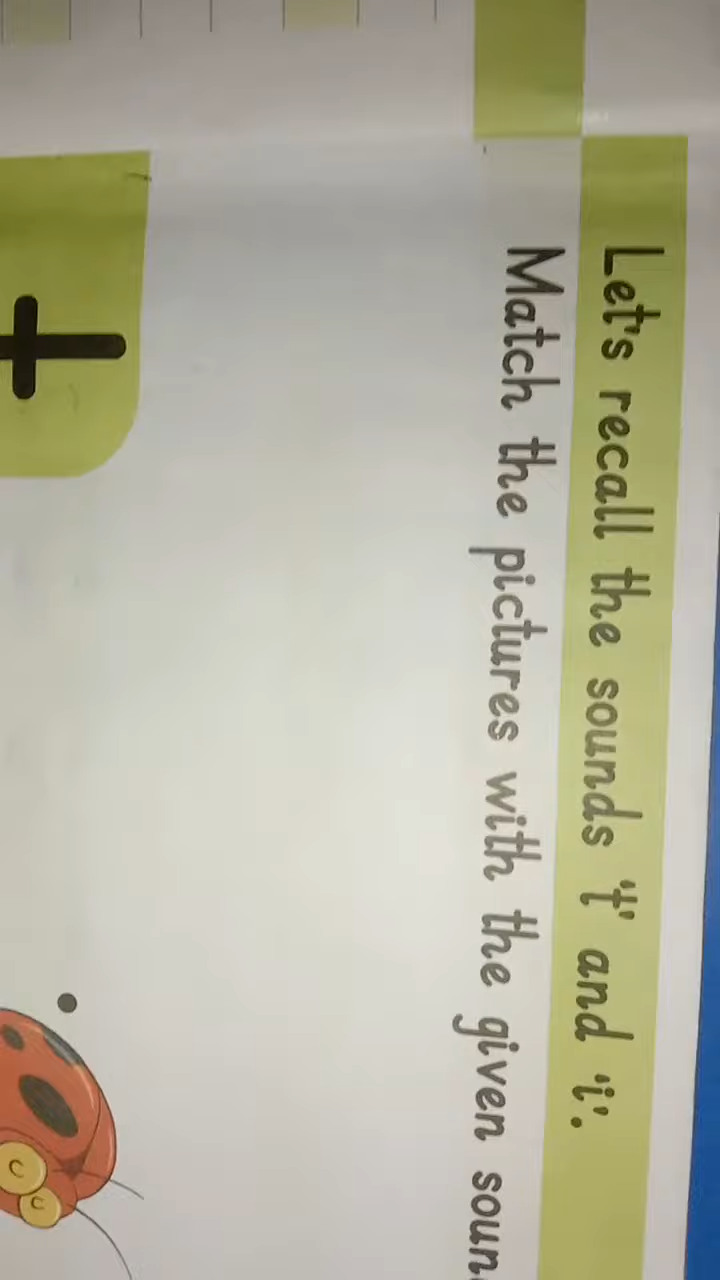 Let's recall the sounds 't' and 'i'.
Match the pictures with the given
t